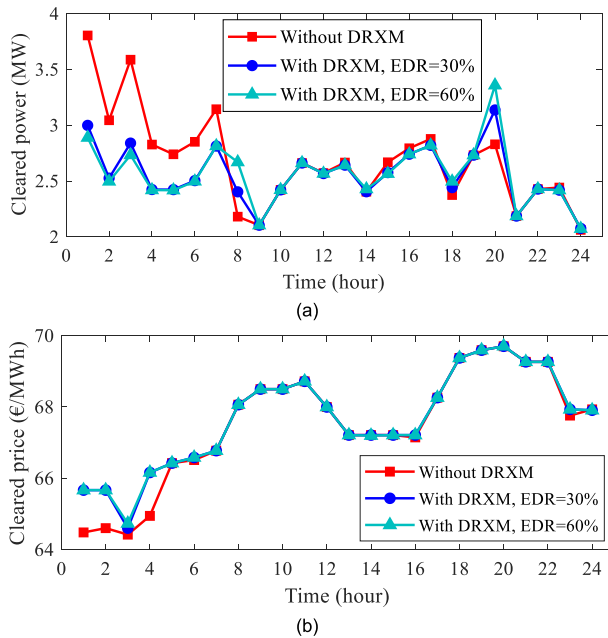 4
3.5
3
2.5
2
Cleared power (MW)
Without DRXM
With DRXM, EDR=30%
With DRXM, EDR=60%
0 2 4 6 8 10 12 14 16 18 20 22 24
Time (hour)
(a)
70
68
66
64
Cleared price (€/MWh)
Without DRXM
With DRXM, EDR=30%
With DRXM, EDR=60%
0 2 4 6 8 10 12 14 16 18 20 22 24
Time (hour)
(b)